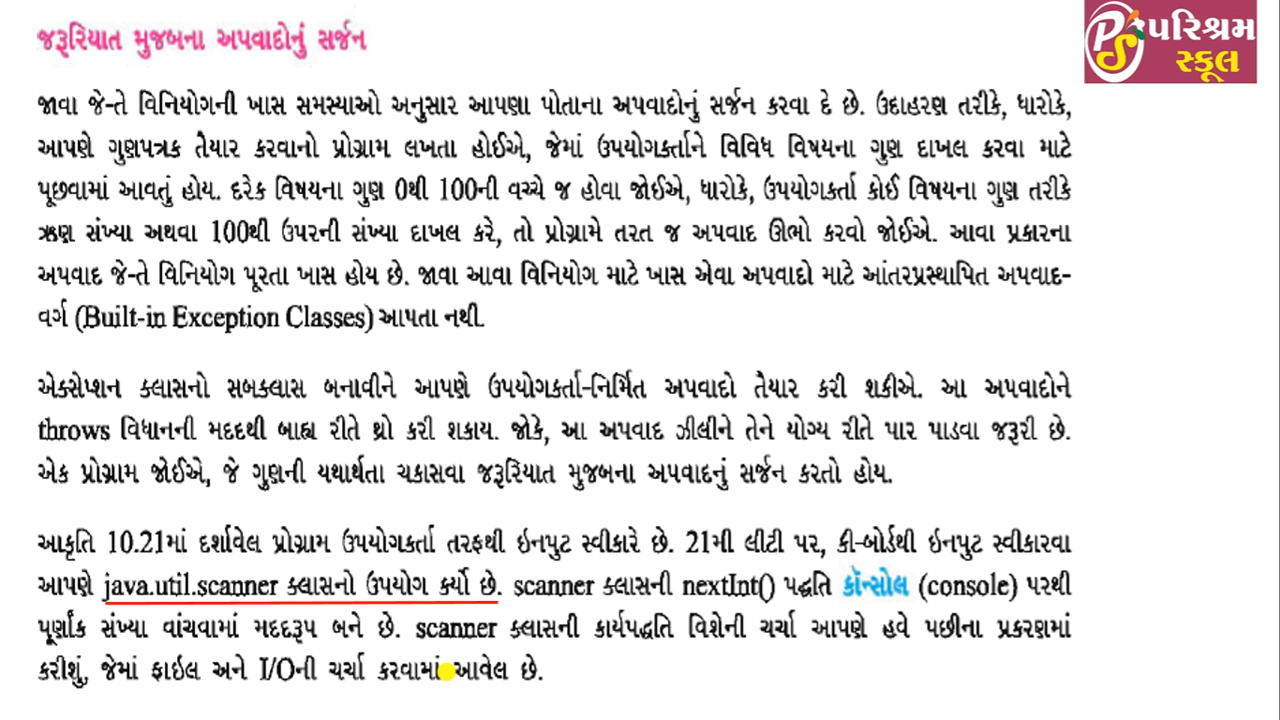 જરૂરિયાત મુજબના અપવાદોનું સર્જન
પરિશ્રમ
સ્કૂલ
જાવા જે-તે વિનિયોગની ખાસ સમસ્યાઓ અનુસાર આપણા પોતાના અપવાદોનું સર્જન કરવા દે છે. ઉદાહરણ તરીકે, ધારોકે,
આપણે ગુણપત્રક તૈયાર કરવાનો પ્રોગ્રામ લખતા હોઈએ, જેમાં ઉપયોગકર્તાને વિવિધ વિષયના ગુણ દાખલ કરવા માટે
પૂછવામાં આવતું હોય. દરેક વિષયના ગુણ 0થી 100ની વચ્ચે જ હોવા જોઈએ, ધારોકે, ઉપયોગકર્તા કોઈ વિષયના ગુણ તરીકે
ઋણ સંખ્યા અથવા 100થી ઉપરની સંખ્યા દાખલ કરે, તો પ્રોગ્રામે તરત જ અપવાદ ઊભો કરવો જોઈએ. આવા પ્રકારના
અપવાદ જે-તે વિનિયોગ પૂરતા ખાસ હોય છે. જાવા આવા વિનિયોગ માટે ખાસ એવા અપવાદો માટે આંતરપ્રસ્થાપિત અપવાદ-
વર્ગ (Built-in Exception Classes) આપતા નથી.
એક્સેપ્શન ક્લાસનો સબક્લાસ બનાવીને આપણે ઉપયોગકર્તા-નિર્મિત અપવાદો તૈયાર કરી શકીએ. આ અપવાદોને
throws વિધાનની મદદથી બાહ્ય રીતે થ્રો કરી શકાય. જોકે, આ અપવાદ ઝીલીને તેને યોગ્ય રીતે પાર પાડવા જરૂરી છે.
એક પ્રોગ્રામ જોઈએ, જે ગુણની યથાર્થતા ચકાસવા જરૂરિયાત મુજબના અપવાદનું સર્જન કરતો હોય.
આકૃતિ 10.21માં દર્શાવેલ પ્રોગ્રામ ઉપયોગકર્તા તરફથી ઇનપુટ સ્વીકારે છે. 21મી લીટી પર, કી-બોર્ડથી ઇનપુટ સ્વીકારવા
આપણે java.util.scanner ક્લાસનો ઉપયોગ કર્યો છે. scanner ક્લાસની nextInt() પદ્ધતિ કૉન્સોલ (console) પરથી
પૂર્ણાંક સંખ્યા વાંચવામાં મદદરૂપ બને છે. scanner ક્લાસની કાર્યપદ્ધતિ વિશેની ચર્ચા આપણે હવે પછીના પ્રકરણમાં
કરીશું, જેમાં ફાઇલ અને I/Oની ચર્ચા કરવામાં આવેલ છે.